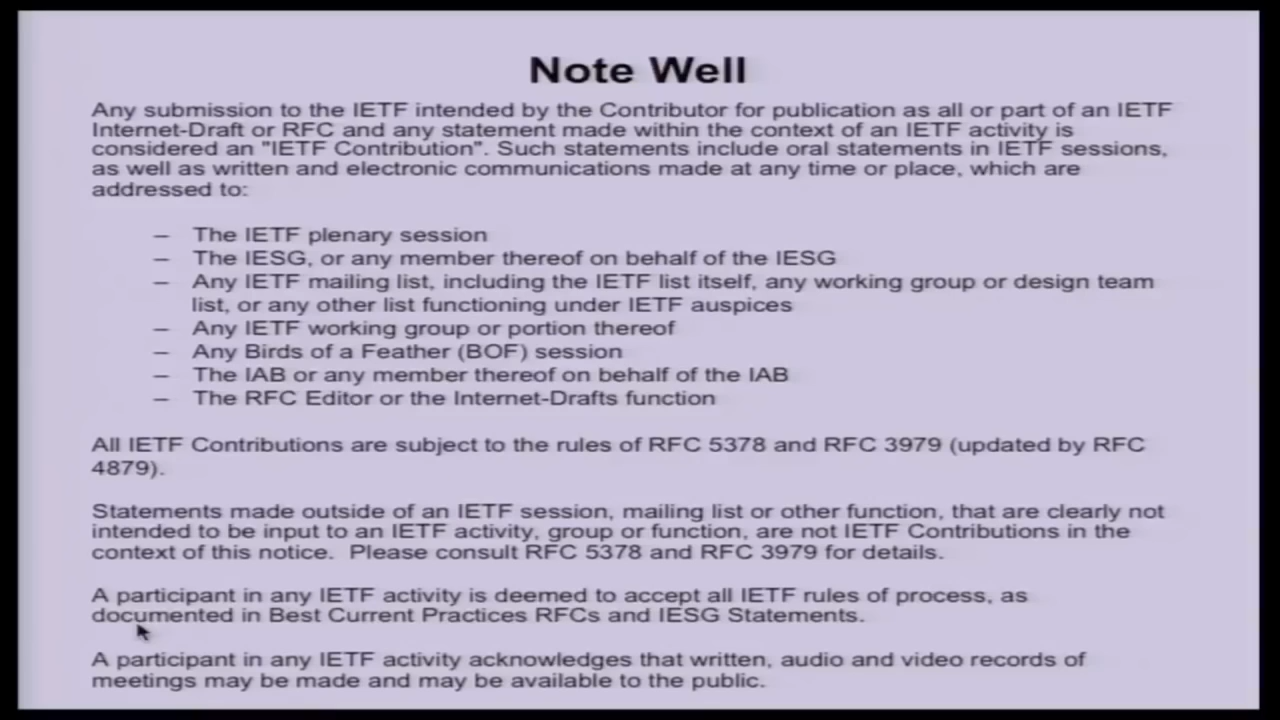 Note Well
Any submission to the IETF intended by the Contributor for publication as all or part of an IETF
Internet-Draft or RFC and any statement made within the context of an IETF activity is
considered an "IETF Contribution". Such statements include oral statements in IETF sessions,
as well as written and electronic communications made at any time or place, which are
addressed to:
– The IETF plenary session
– The IESG, or any member thereof on behalf of the IESG
– Any IETF mailing list, including the IETF list itself, any working group or design team
list, or any other list functioning under IETF auspices
– Any IETF working group or portion thereof
– Any Birds of a Feather (BOF) session
– The IAB or any member thereof on behalf of the IAB
– The RFC Editor or the Internet-Drafts function
All IETF Contributions are subject to the rules of RFC 5378 and RFC 3979 (updated by RFC
4879).
Statements made outside of an IETF session, mailing list or other function, that are clearly not
intended to be input to an IETF activity, group or function, are not IETF Contributions in the
context of this notice.  Please consult RFC 5378 and RFC 3979 for details.
A participant in any IETF activity is deemed to accept all IETF rules of process, as
documented in Best Current Practices RFCs and IESG Statements.
A participant in any IETF activity acknowledges that written, audio and video records of
meetings may be made and may be available to the public.